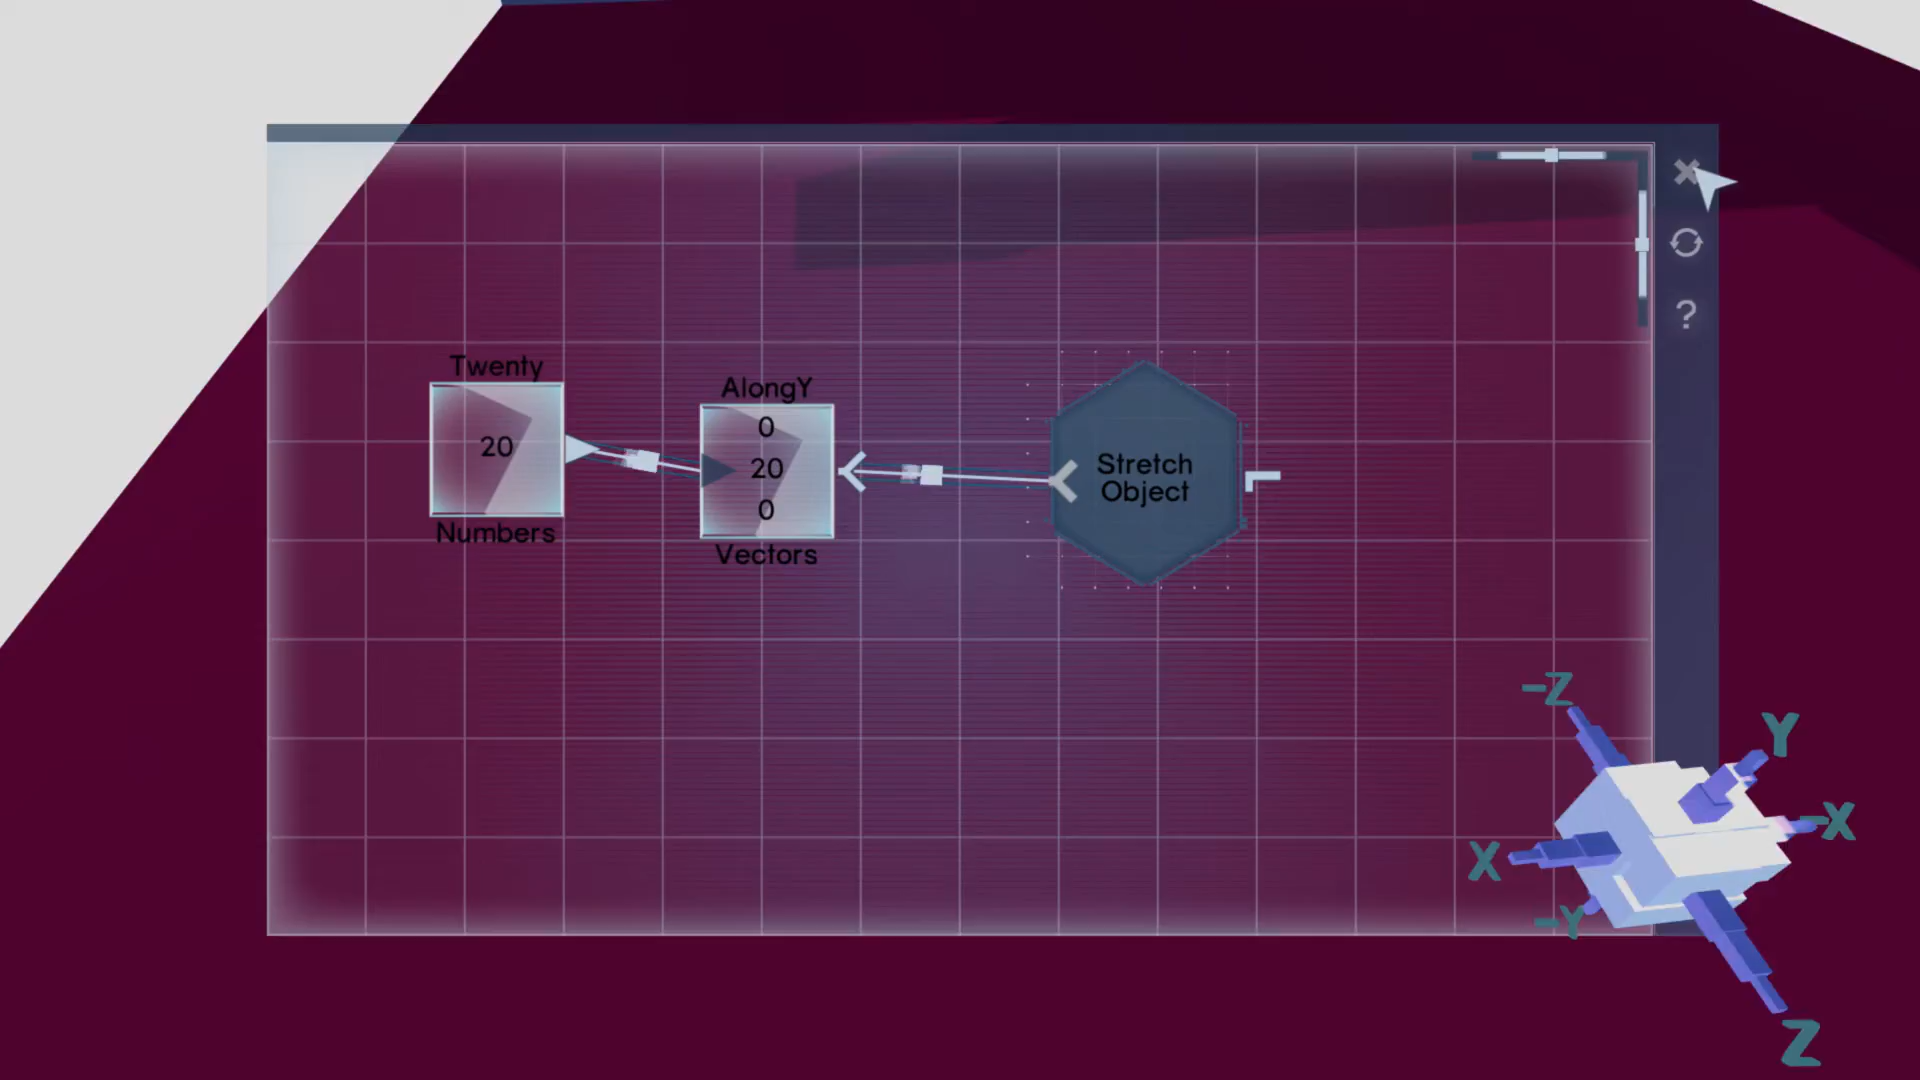 ?
Twenty
20
Numbers
AlongY
0
20
0
Vectors
Stretch
Object
-Z
Y
-X
X
-Y
Z